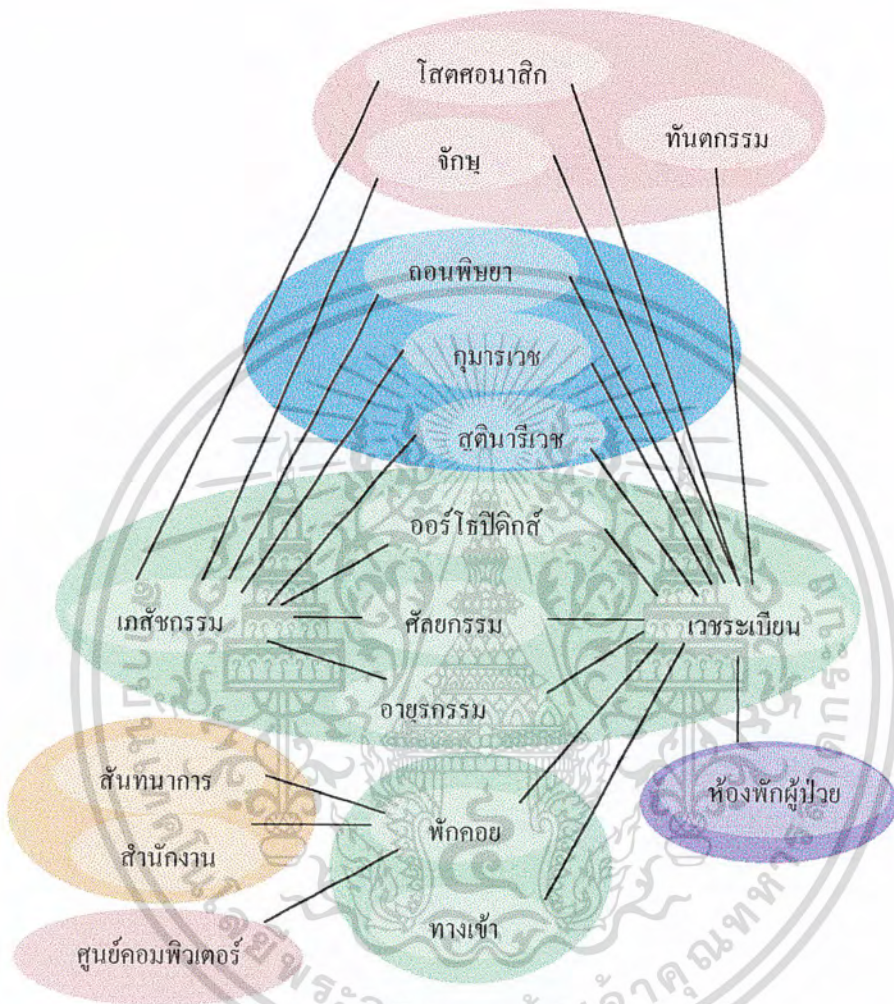 โสตศอนาสิก
ทันตกรรม
จักษุ
ถอนพิษยา
กุมารเวช
สูตินารีเวช
ออร์โธปิดิกส์
เภสัชกรรม
ศัลยกรรม
เวชระเบียน
อายุรกรรม
สันทนาการ
ห้องพักผู้ป่วย
พักคอย
สำนักงาน
ทางเข้า
ศูนย์คอมพิวเตอร์